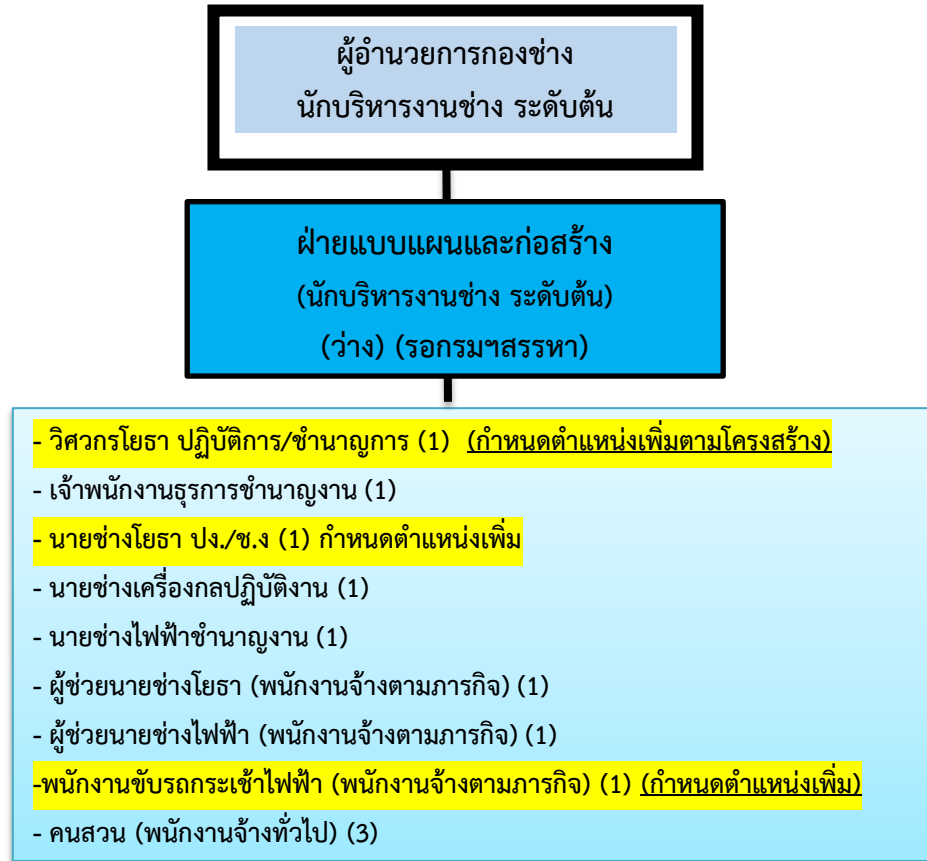 ผู้อำนวยการกองช่าง
นักบริหารงานช่าง ระดับต้น
ฝ่ายแบบแผนและก่อสร้าง
(นักบริหารงานช่าง ระดับต้น)
(ว่าง) (รอกรมฯสรรหา)
- วิศวกรโยธา ปฏิบัติการ/ชำนาญการ (1) (กำหนดตำแหน่งเพิ่มตามโครงสร้าง)
- เจ้าพนักงานธุรการชำนาญงาน (1)
- นายช่างโยธา ปง./ช.ง (1) กำหนดตำแหน่งเพิ่ม
- นายช่างเครื่องกลปฏิบัติงาน (1)
- นายช่างไฟฟ้าชำนาญงาน (1)
- ผู้ช่วยนายช่างโยธา (พนักงานจ้างตามภารกิจ) (1)
- ผู้ช่วยนายช่างไฟฟ้า (พนักงานจ้างตามภารกิจ) (1)
-พนักงานขับรถกระเช้าไฟฟ้า (พนักงานจ้างตามภารกิจ) (1) (กำหนดตำแหน่งเพิ่ม)
- คนสวน (พนักงานจ้างทั่วไป) (3)